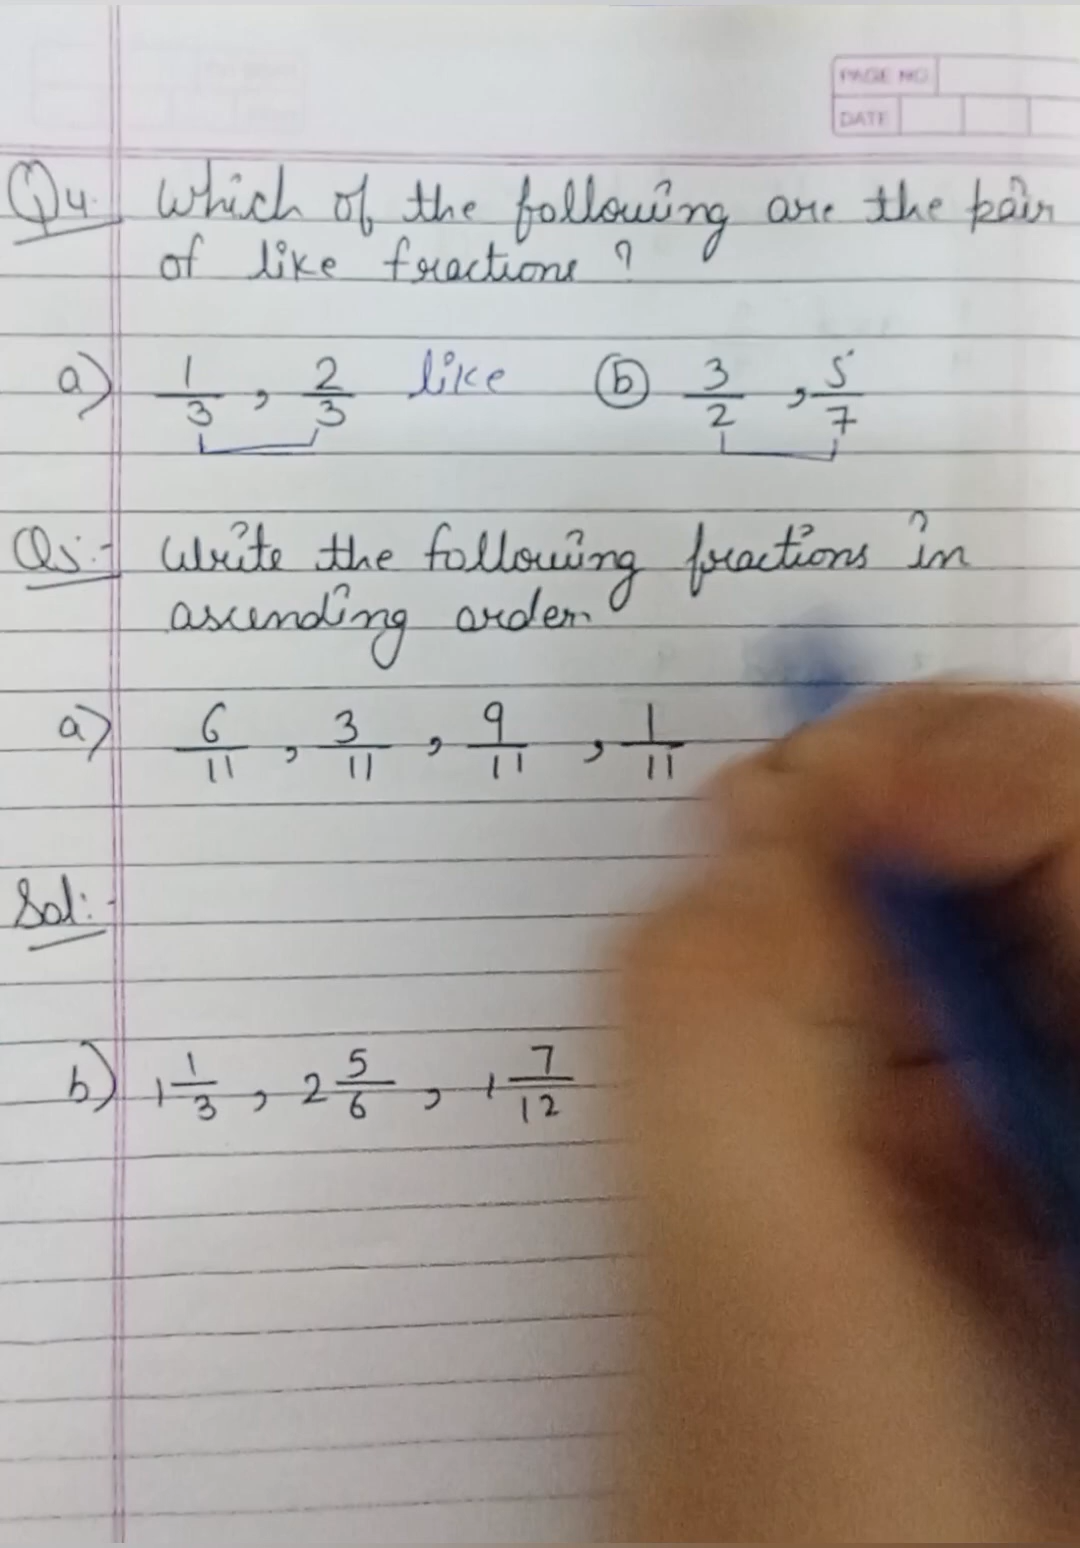 PAGE NO
DATE
Q4. Which of the following are the pair
of like fractions ?
a) 1/3 , 2/3 like (b) 3/2 , 5/7
Q5:- Write the following fractions in
ascending order.
a) 6/11 , 3/11 , 9/11 , 1/11
Sol:-
b) 1 1/3 , 2 5/6 , 1 7/12